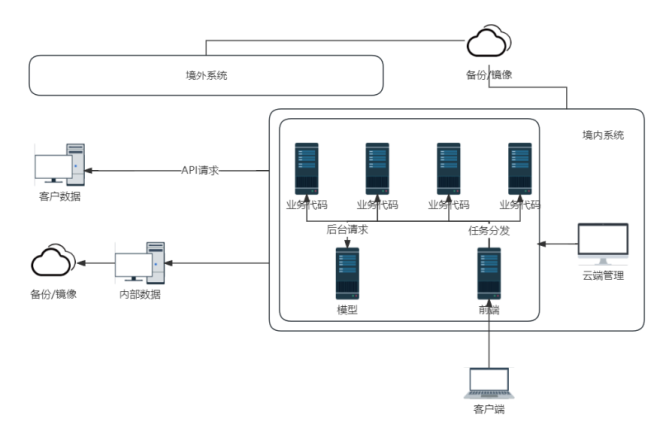 备份/镜像
境外系统
境内系统
API请求
客户数据
业务代码
业务代码
业务代码
业务代码
后台请求
任务分发
云端管理
备份/镜像
内部数据
模型
前端
客户端